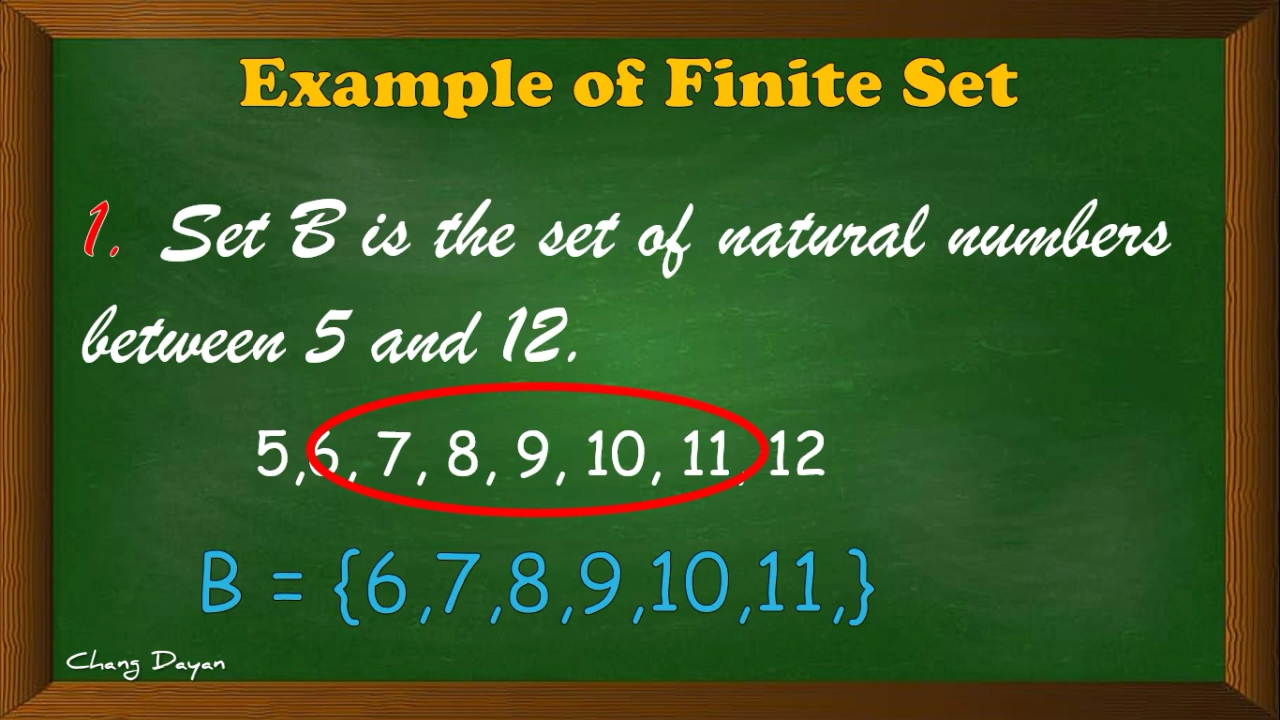 Example of Finite Set
1. Set B is the set of natural numbers
between 5 and 12.
5,6, 7, 8, 9, 10, 11, 12
B = {6,7,8,9,10,11,}
Chang Dayan